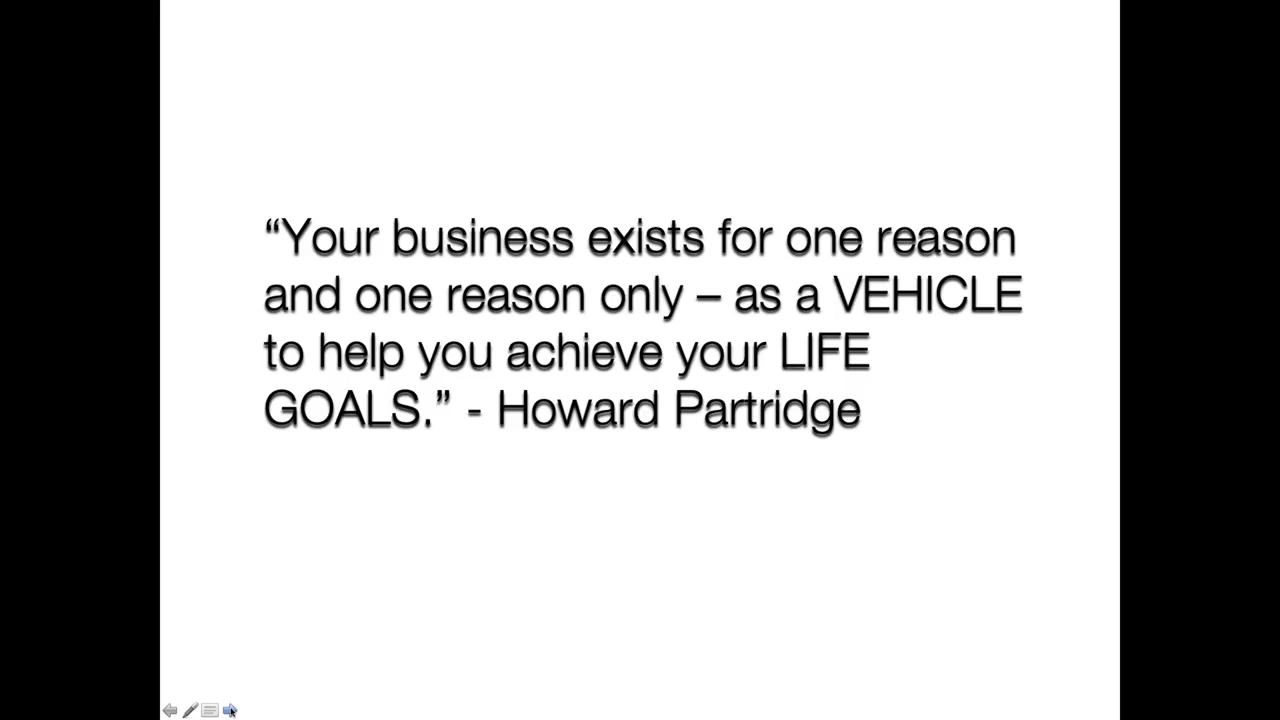 “Your business exists for one reason
and one reason only – as a VEHICLE
to help you achieve your LIFE
GOALS.” - Howard Partridge